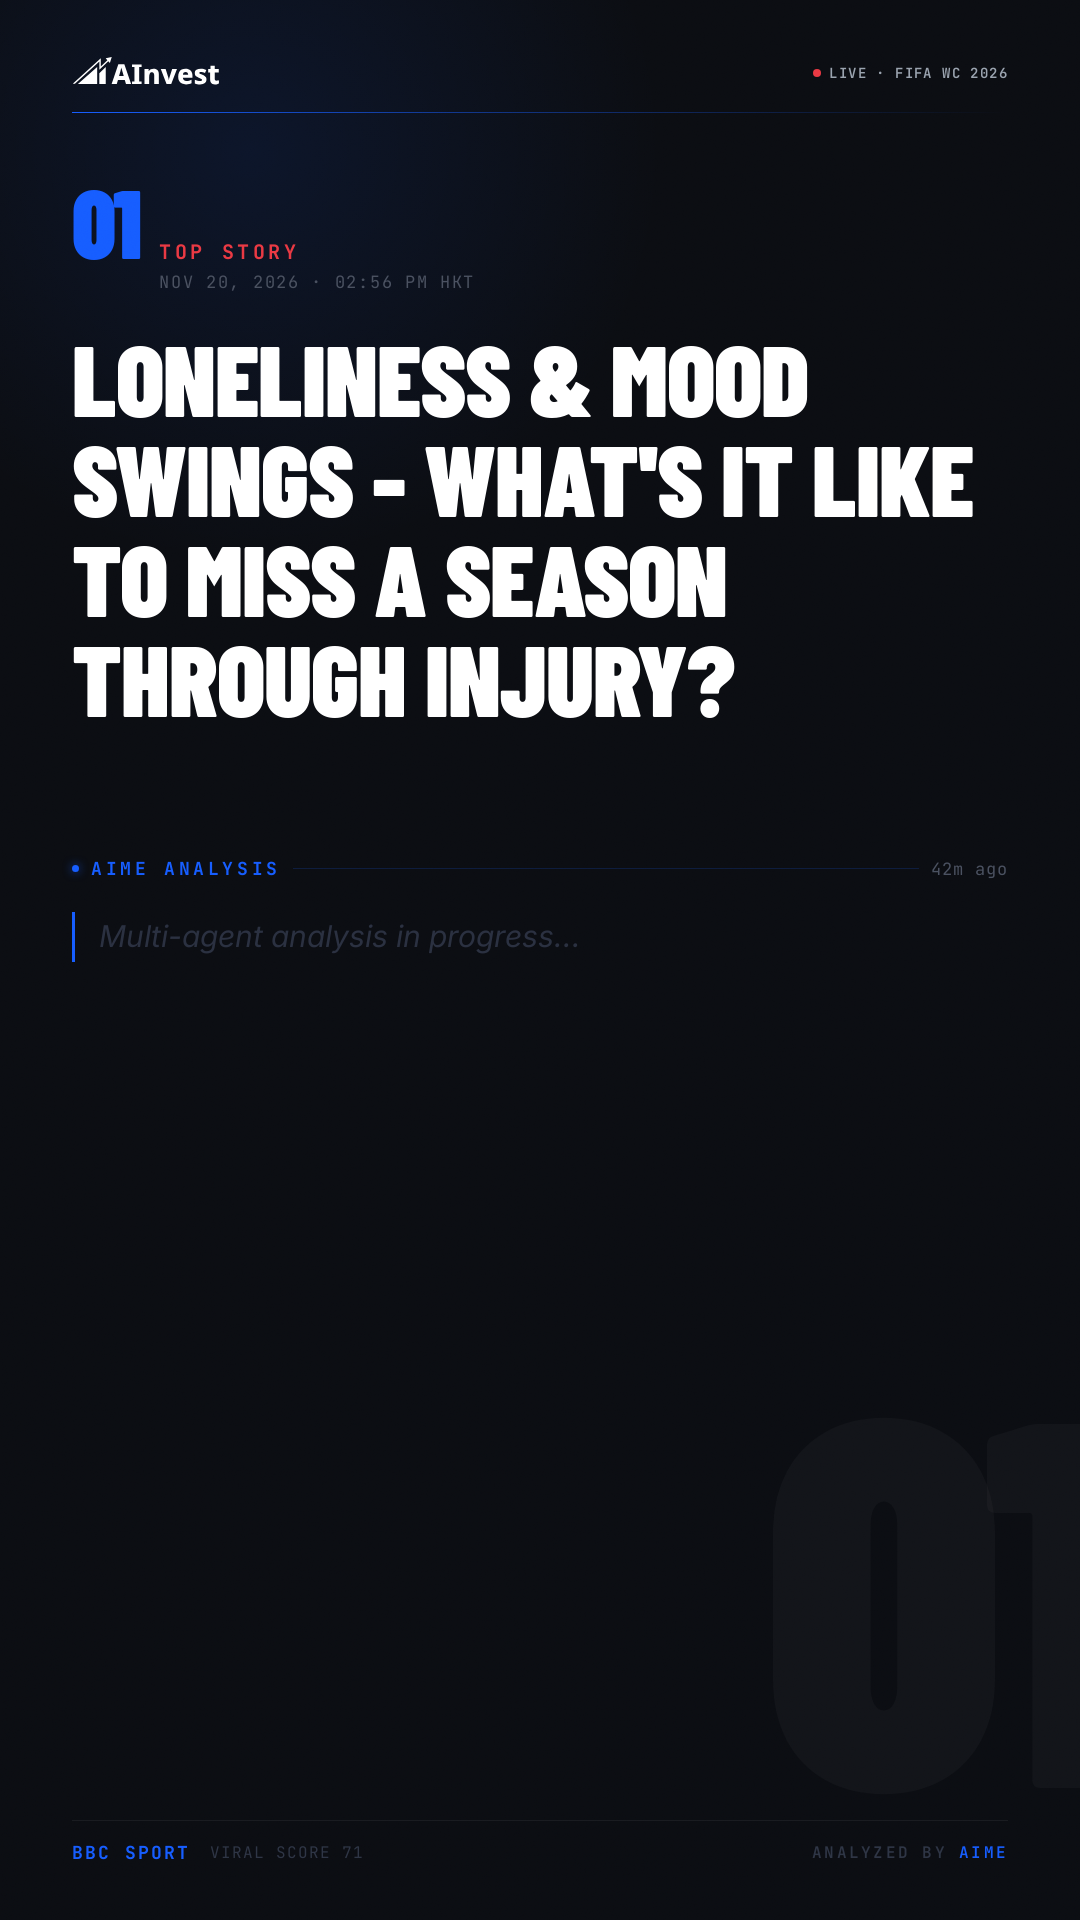 AInvest
LIVE · FIFA WC 2026
01
TOP STORY
NOV 20, 2026 · 02:56 PM HKT
LONELINESS & MOOD
SWINGS - WHAT'S IT LIKE
TO MISS A SEASON
THROUGH INJURY?
AIME ANALYSIS
42m ago
Multi-agent analysis in progress...
01
BBC SPORT
VIRAL SCORE 71
ANALYZED BY AIME